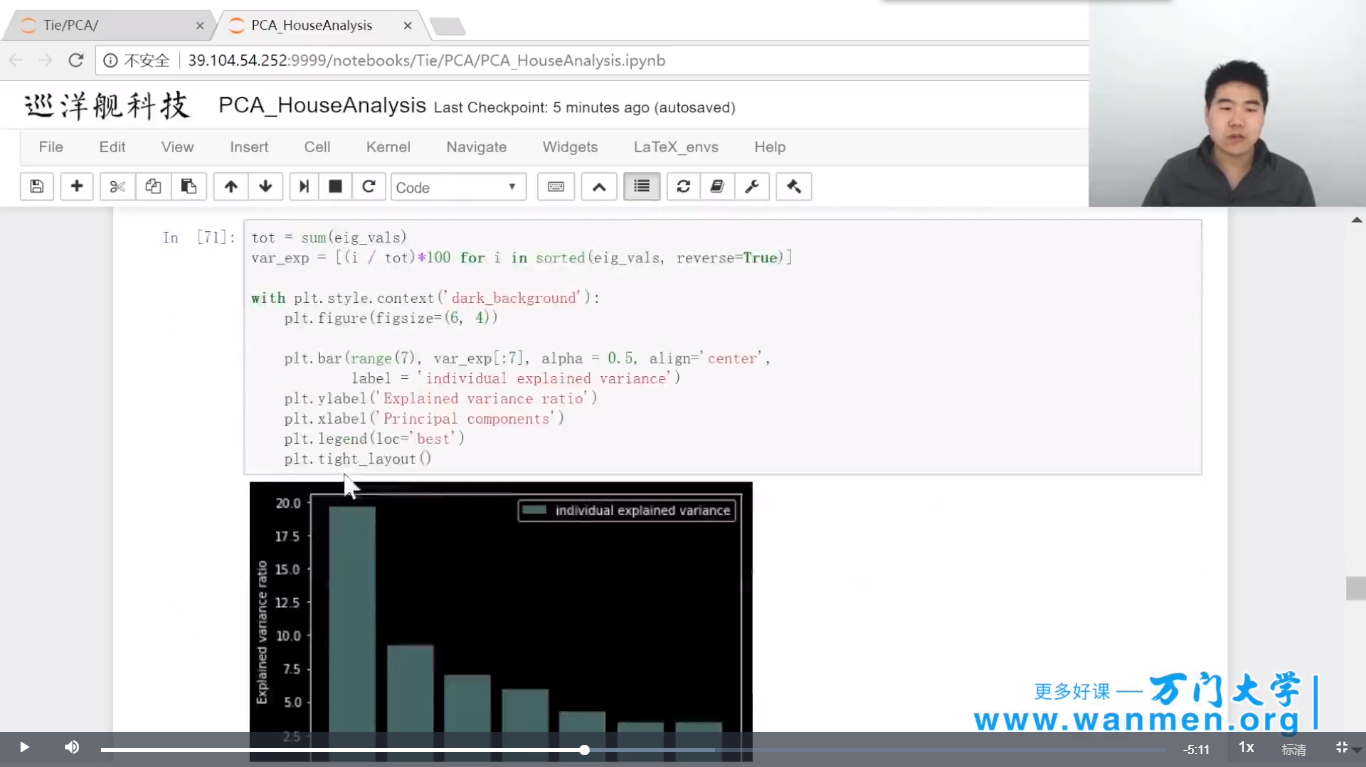 Tie/PCA/
PCA_HouseAnalysis
不安全
39.104.54.252:9999/notebooks/Tie/PCA/PCA_HouseAnalysis.ipynb
巡洋舰科技
PCA_HouseAnalysis Last Checkpoint: 5 minutes ago (autosaved)
File Edit View Insert Cell Kernel Navigate Widgets LaTeX_envs Help
Code
In [71]:
tot = sum(eig_vals)
var_exp = [(i / tot)*100 for i in sorted(eig_vals, reverse=True)]
with plt.style.context('dark_background'):
plt.figure(figsize=(6, 4))
plt.bar(range(7), var_exp[:7], alpha = 0.5, align='center',
label = 'individual explained variance')
plt.ylabel('Explained variance ratio')
plt.xlabel('Principal components')
plt.legend(loc='best')
plt.tight_layout()
individual explained variance
Explained variance ratio
20.0
17.5
15.0
12.5
10.0
7.5
5.0
2.5
更多好课 — 万门大学
www.wanmen.org
-5:11
1x
标清